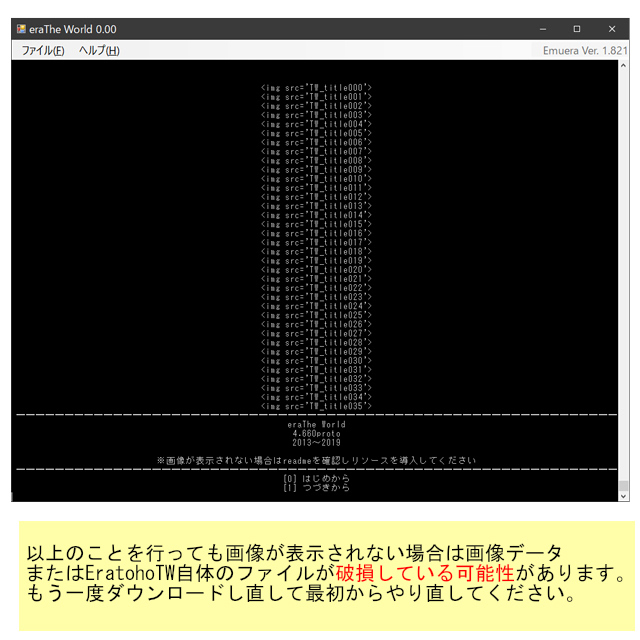 eraThe World 0.00
ファイル(F) ヘルプ(H) Emuera Ver. 1.821
<img src='TW_title000'>
<img src='TW_title001'>
<img src='TW_title002'>
<img src='TW_title003'>
<img src='TW_title004'>
<img src='TW_title005'>
<img src='TW_title006'>
<img src='TW_title007'>
<img src='TW_title008'>
<img src='TW_title009'>
<img src='TW_title010'>
<img src='TW_title011'>
<img src='TW_title012'>
<img src='TW_title013'>
<img src='TW_title014'>
<img src='TW_title015'>
<img src='TW_title016'>
<img src='TW_title017'>
<img src='TW_title018'>
<img src='TW_title019'>
<img src='TW_title020'>
<img src='TW_title021'>
<img src='TW_title022'>
<img src='TW_title023'>
<img src='TW_title024'>
<img src='TW_title025'>
<img src='TW_title026'>
<img src='TW_title027'>
<img src='TW_title028'>
<img src='TW_title029'>
<img src='TW_title030'>
<img src='TW_title031'>
<img src='TW_title032'>
<img src='TW_title033'>
<img src='TW_title034'>
<img src='TW_title035'>
eraThe World
4.660proto
2013～2019
※画像が表示されない場合はreadmeを確認しリソースを導入してください
[0] はじめから
[1] つづきから
以上のことを行っても画像が表示されない場合は画像データ
またはEratohoTW自体のファイルが破損している可能性があります。
もう一度ダウンロードし直して最初からやり直してください。